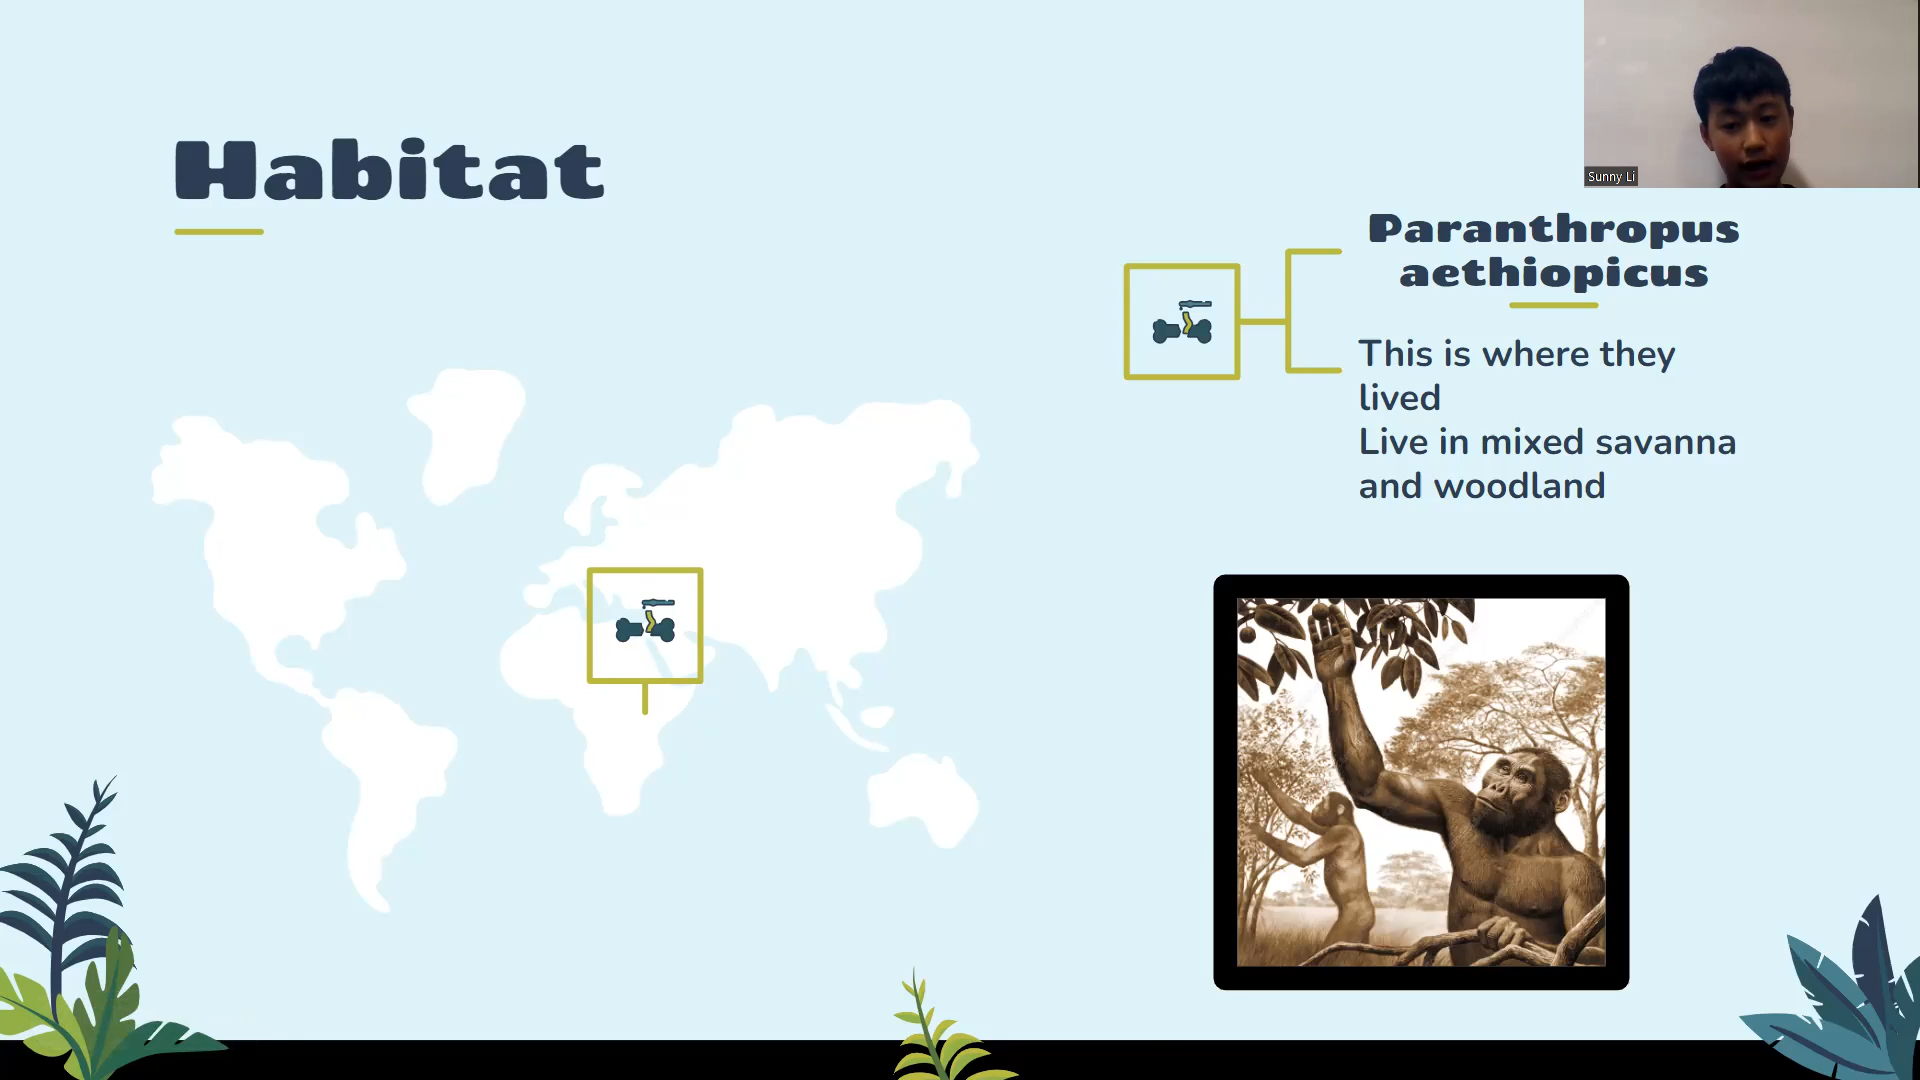 Habitat
Sunny Li
Paranthropus
aethiopicus
This is where they
lived
Live in mixed savanna
and woodland